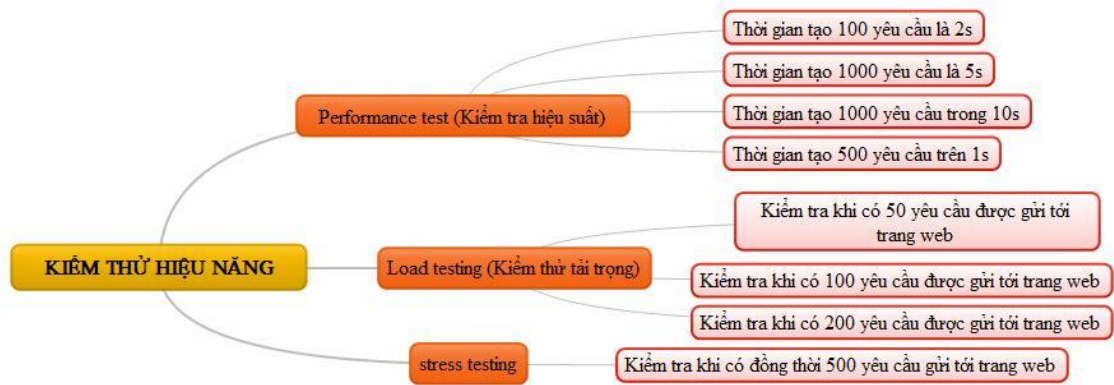 Thời gian tạo 100 yêu cầu là 2s
Thời gian tạo 1000 yêu cầu là 5s
Performance test (Kiểm tra hiệu suất)
Thời gian tạo 1000 yêu cầu trong 10s
Thời gian tạo 500 yêu cầu trên 1s
Kiểm tra khi có 50 yêu cầu được gửi tới
trang web
KIỂM THỬ HIỆU NĂNG
Load testing (Kiểm thử tải trọng)
Kiểm tra khi có 100 yêu cầu được gửi tới trang web
Kiểm tra khi có 200 yêu cầu được gửi tới trang web
stress testing
Kiểm tra khi có đồng thời 500 yêu cầu gửi tới trang web